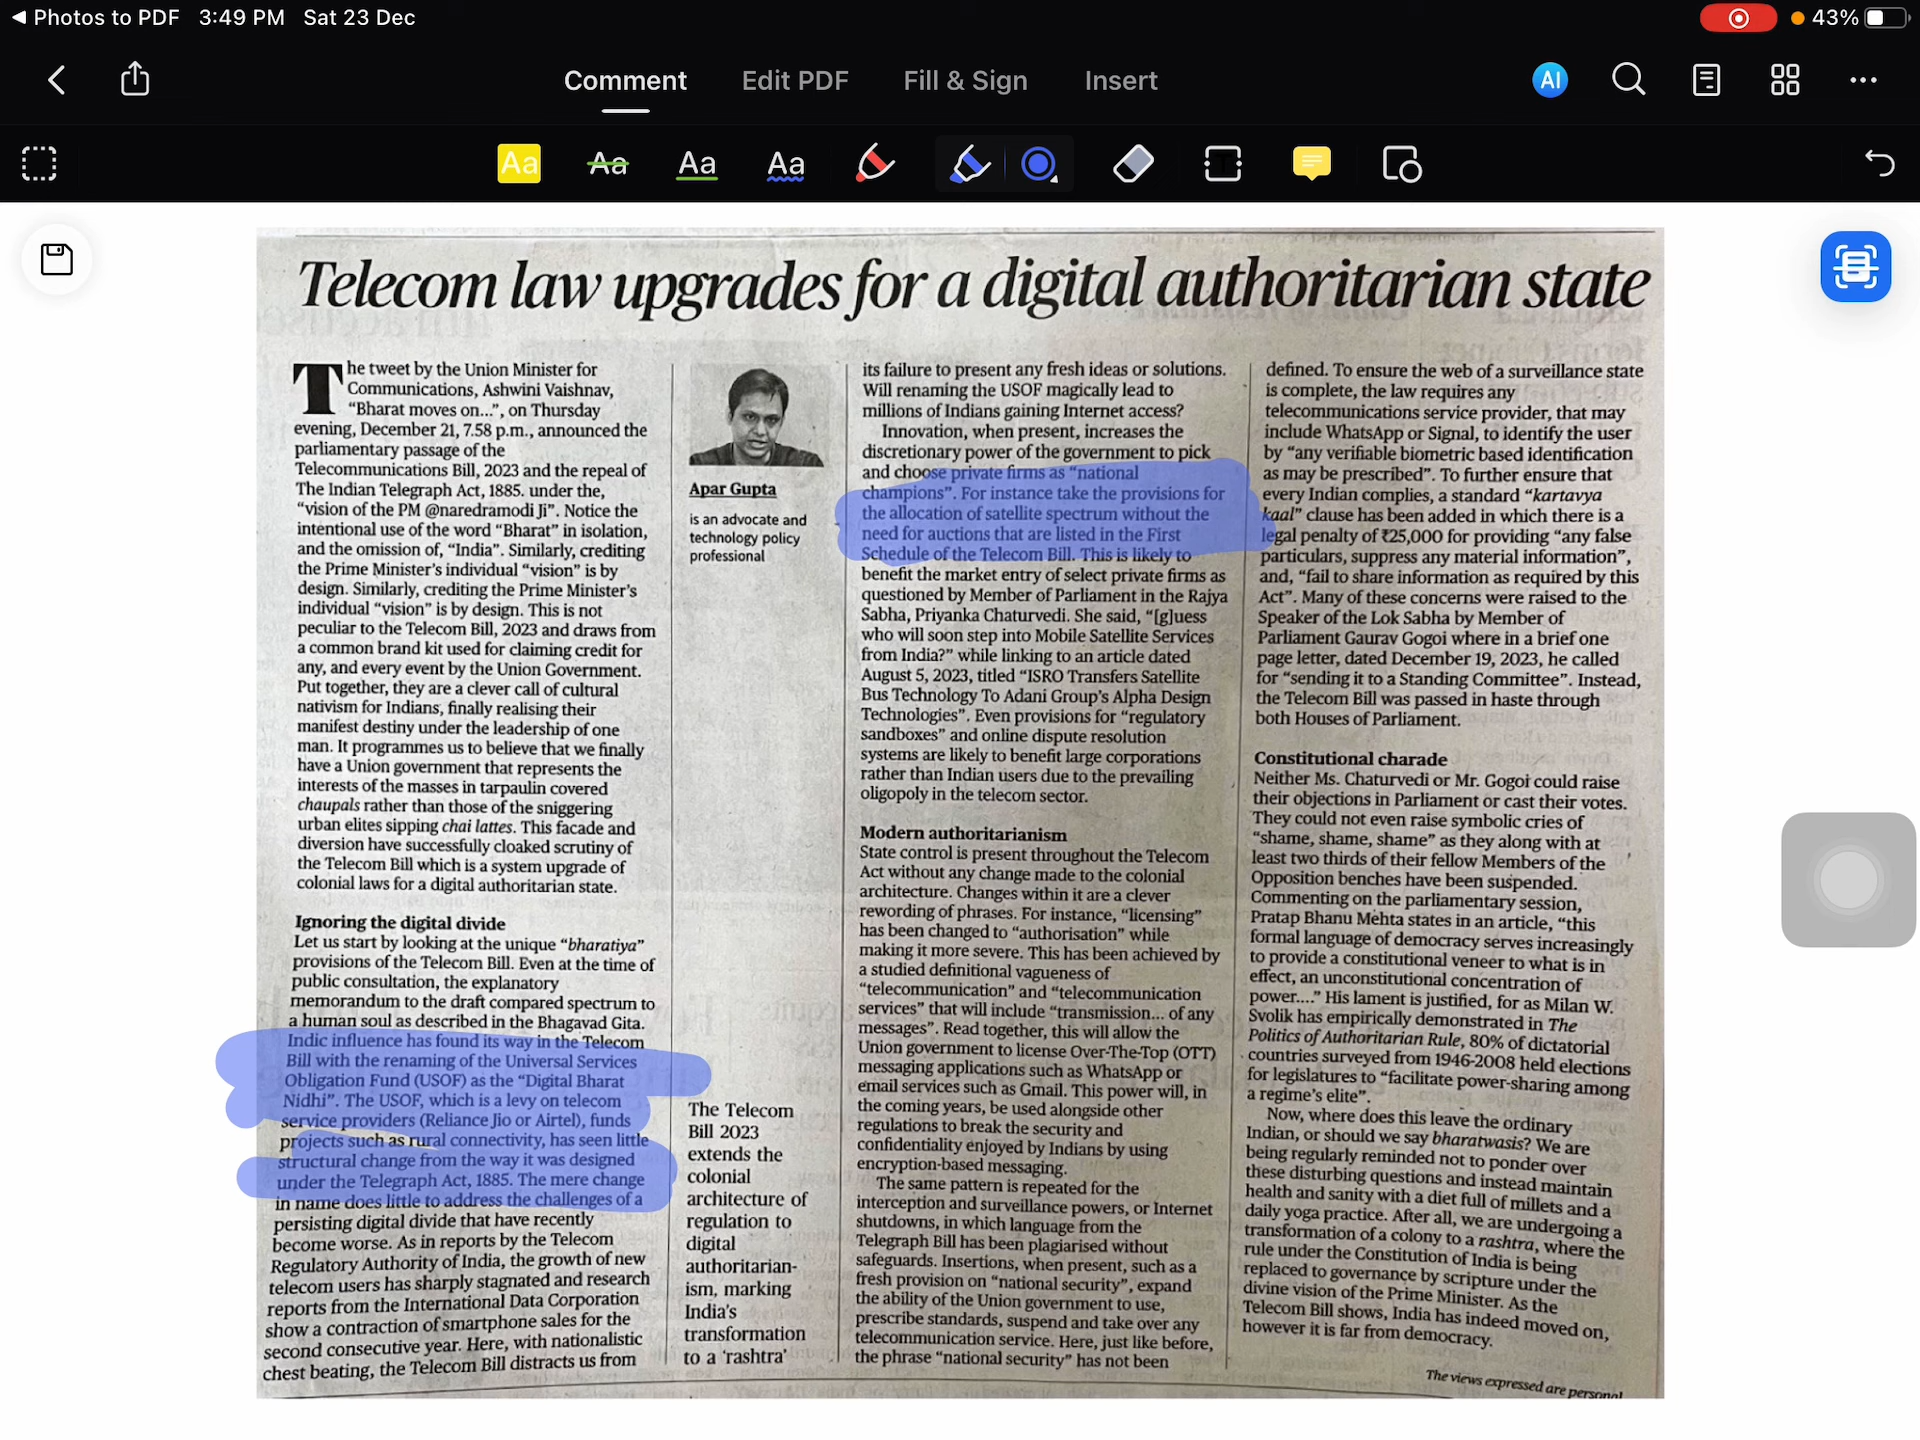 Photos to PDF 3:49 PM Sat 23 Dec
43%
Comment
Edit PDF
Fill & Sign
Insert
AI
Aa
Aa
Aa
Aa
T
Telecom law upgrades for a digital authoritarian state
The tweet by the Union Minister for
Communications, Ashwini Vaishnav,
“Bharat moves on...”, on Thursday
evening, December 21, 7.58 p.m., announced the
parliamentary passage of the
Telecommunications Bill, 2023 and the repeal of
The Indian Telegraph Act, 1885. under the,
“vision of the PM @naredramodi Ji”. Notice the
intentional use of the word “Bharat” in isolation,
and the omission of, “India”. Similarly, crediting
the Prime Minister’s individual “vision” is by
design. Similarly, crediting the Prime Minister’s
individual “vision” is by design. This is not
peculiar to the Telecom Bill, 2023 and draws from
a common brand kit used for claiming credit for
any, and every event by the Union Government.
Put together, they are a clever call of cultural
nativism for Indians, finally realising their
manifest destiny under the leadership of one
man. It programmes us to believe that we finally
have a Union government that represents the
interests of the masses in tarpaulin covered
chaupals rather than those of the sniggering
urban elites sipping chai lattes. This facade and
diversion have successfully cloaked scrutiny of
the Telecom Bill which is a system upgrade of
colonial laws for a digital authoritarian state.
Ignoring the digital divide
Let us start by looking at the unique “bharatiya”
provisions of the Telecom Bill. Even at the time of
public consultation, the explanatory
memorandum to the draft compared spectrum to
a human soul as described in the Bhagavad Gita.
Indic influence has found its way in the Telecom
Bill with the renaming of the Universal Services
Obligation Fund (USOF) as the “Digital Bharat
Nidhi”. The USOF, which is a levy on telecom
service providers (Reliance Jio or Airtel), funds
projects such as rural connectivity, has seen little
structural change from the way it was designed
under the Telegraph Act, 1885. The mere change
in name does little to address the challenges of a
persisting digital divide that have recently
become worse. As in reports by the Telecom
Regulatory Authority of India, the growth of new
telecom users has sharply stagnated and research
reports from the International Data Corporation
show a contraction of smartphone sales for the
second consecutive year. Here, with nationalistic
chest beating, the Telecom Bill distracts us from
Apar Gupta
is an advocate and
technology policy
professional
The Telecom
Bill 2023
extends the
colonial
architecture of
regulation to
digital
authoritarian-
ism, marking
India’s
transformation
to a ‘rashtra’
its failure to present any fresh ideas or solutions.
Will renaming the USOF magically lead to
millions of Indians gaining Internet access?
Innovation, when present, increases the
discretionary power of the government to pick
and choose private firms as “national
champions”. For instance take the provisions for
the allocation of satellite spectrum without the
need for auctions that are listed in the First
Schedule of the Telecom Bill. This is likely to
benefit the market entry of select private firms as
questioned by Member of Parliament in the Rajya
Sabha, Priyanka Chaturvedi. She said, “[g]uess
who will soon step into Mobile Satellite Services
from India?” while linking to an article dated
August 5, 2023, titled “ISRO Transfers Satellite
Bus Technology To Adani Group’s Alpha Design
Technologies”. Even provisions for “regulatory
sandboxes” and online dispute resolution
systems are likely to benefit large corporations
rather than Indian users due to the prevailing
oligopoly in the telecom sector.
Modern authoritarianism
State control is present throughout the Telecom
Act without any change made to the colonial
architecture. Changes within it are a clever
rewording of phrases. For instance, “licensing”
has been changed to “authorisation” while
making it more severe. This has been achieved by
a studied definitional vagueness of
“telecommunication” and “telecommunication
services” that will include “transmission... of any
messages”. Read together, this will allow the
Union government to license Over-The-Top (OTT)
messaging applications such as WhatsApp or
email services such as Gmail. This power will, in
the coming years, be used alongside other
regulations to break the security and
confidentiality enjoyed by Indians by using
encryption-based messaging.
The same pattern is repeated for the
interception and surveillance powers, or Internet
shutdowns, in which language from the
Telegraph Bill has been plagiarised without
safeguards. Insertions, when present, such as a
fresh provision on “national security”, expand
the ability of the Union government to use,
prescribe standards, suspend and take over any
telecommunication service. Here, just like before,
the phrase “national security” has not been
defined. To ensure the web of a surveillance state
is complete, the law requires any
telecommunications service provider, that may
include WhatsApp or Signal, to identify the user
by “any verifiable biometric based identification
as may be prescribed”. To further ensure that
every Indian complies, a standard “kartavya
kaal” clause has been added in which there is a
legal penalty of ₹25,000 for providing “any false
particulars, suppress any material information”,
and, “fail to share information as required by this
Act”. Many of these concerns were raised to the
Speaker of the Lok Sabha by Member of
Parliament Gaurav Gogoi where in a brief one
page letter, dated December 19, 2023, he called
for “sending it to a Standing Committee”. Instead,
the Telecom Bill was passed in haste through
both Houses of Parliament.
Constitutional charade
Neither Ms. Chaturvedi or Mr. Gogoi could raise
their objections in Parliament or cast their votes.
They could not even raise symbolic cries of
“shame, shame, shame” as they along with at
least two thirds of their fellow Members of the
Opposition benches have been suspended.
Commenting on the parliamentary session,
Pratap Bhanu Mehta states in an article, “this
formal language of democracy serves increasingly
to provide a constitutional veneer to what is in
effect, an unconstitutional concentration of
power....” His lament is justified, for as Milan W.
Svolik has empirically demonstrated in The
Politics of Authoritarian Rule, 80% of dictatorial
countries surveyed from 1946-2008 held elections
for legislatures to “facilitate power-sharing among
a regime’s elite”.
Now, where does this leave the ordinary
Indian, or should we say bharatwasis? We are
being regularly reminded not to ponder over
these disturbing questions and instead maintain
health and sanity with a diet full of millets and a
daily yoga practice. After all, we are undergoing a
transformation of a colony to a rashtra, where the
rule under the Constitution of India is being
replaced to governance by scripture under the
divine vision of the Prime Minister. As the
Telecom Bill shows, India has indeed moved on,
however it is far from democracy.
The views expressed are personal